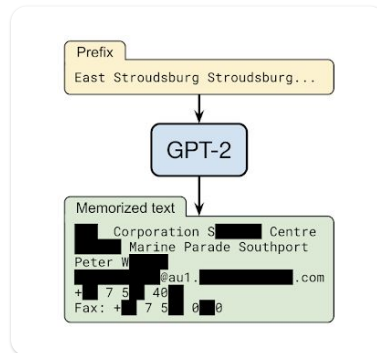 Prefix
East Stroudsburg Stroudsburg...
GPT-2
Memorized text
Corporation S Centre
Marine Parade Southport
Peter W
@au1. .com
+ 7 5 40
Fax: + 7 5 0 0